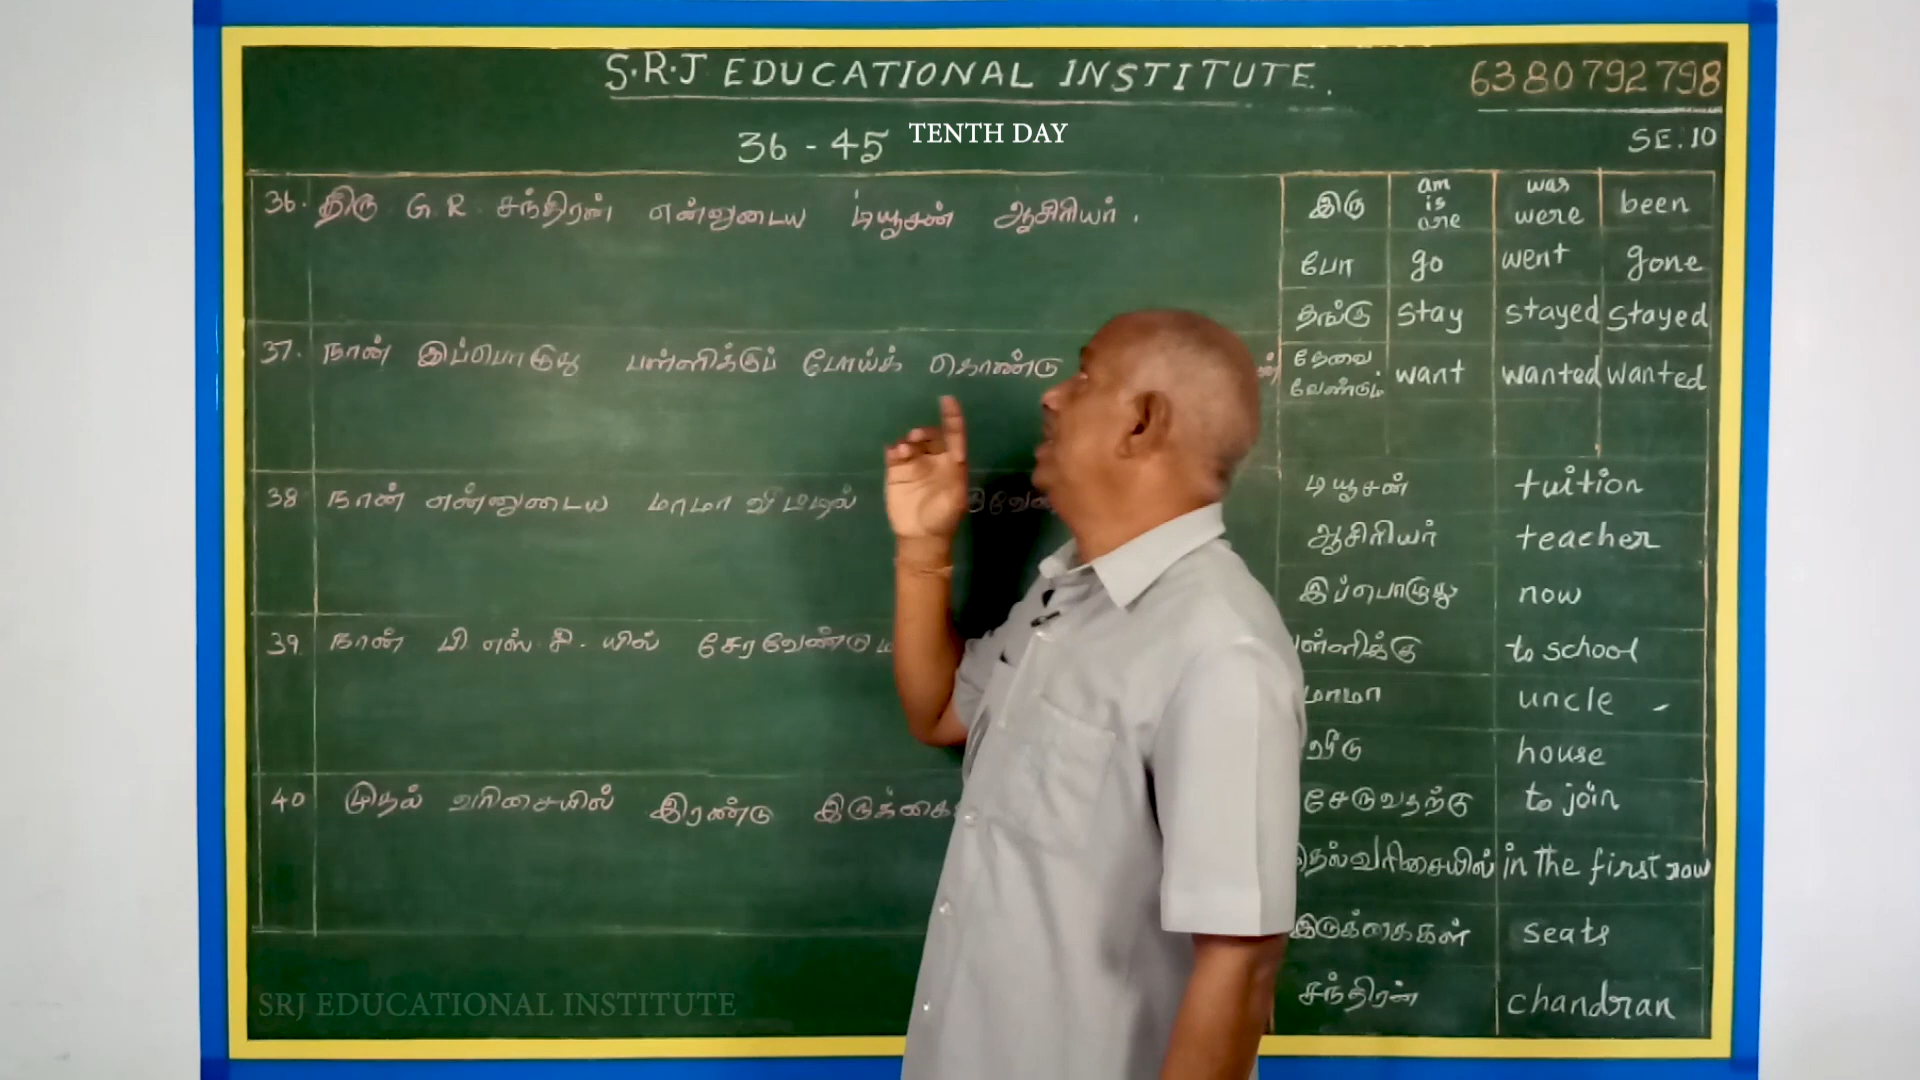 S.R.J EDUCATIONAL INSTITUTE.
6380792798
36 - 45
TENTH DAY
SE.10
36. திரு G.R. சந்திரன் என்னுடைய டியூசன் ஆசிரியர்.
37. நான் இப்பொழுது பள்ளிக்குப் போய்க் கொண்டு
38 நான் என்னுடைய மாமா வீட்டில்
39 நான் பி.எஸ்.சி.யில் சேரவேண்டும்
40 முதல் வரிசையில் இரண்டு
இரு am is are was were been
போ go went gone
தங்கு stay stayed stayed
தேவை வேண்டும் want wanted wanted
டியூசன் tuition
ஆசிரியர் teacher
இப்பொழுது now
ள்ளிக்கு to school
மாமா uncle
வீடு house
சேருவதற்கு to join
தல்வரிசையில் in the first row
இருக்கைகள் seats
சந்திரன் chandran
SRJ EDUCATIONAL INSTITUTE